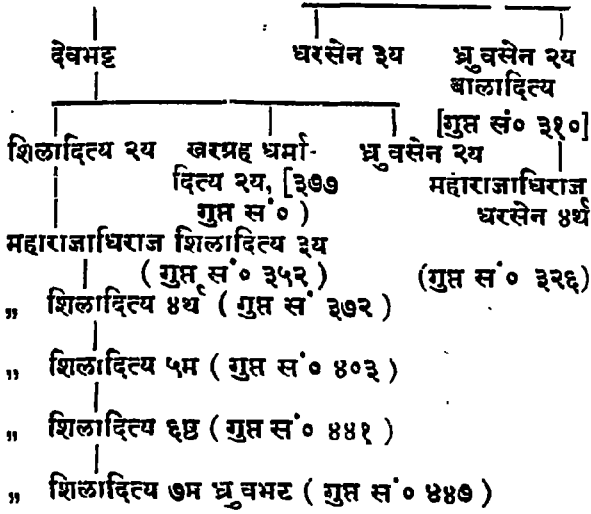 देवभट्ट धरसेन ३य ध्रुवसेन २य
बालादित्य
[गुप्त सं० ३१०]
शिलादित्य २य खरग्रह धर्मा- ध्रुवसेन २य
दित्य २य, [३७७ महाराजाधिराज
गुप्त सं० ) धरसेन ४र्थ
महाराजाधिराज शिलादित्य ३य
( गुप्त सं० ३५२ ) (गुप्त सं० ३२६)
„ शिलादित्य ४र्थ ( गुप्त सं ३७२ )
„ शिलादित्य ५म ( गुप्त सं० ४०३ )
„ शिलादित्य ६ष्ठ ( गुप्त सं० ४४१ )
„ शिलादित्य ७म ध्रुवभट ( गुप्त सं० ४४७ )